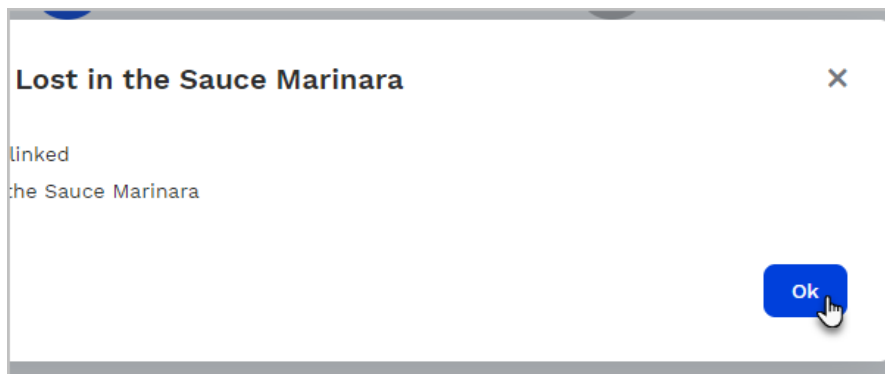 Lost in the Sauce Marinara
linked
the Sauce Marinara
Ok